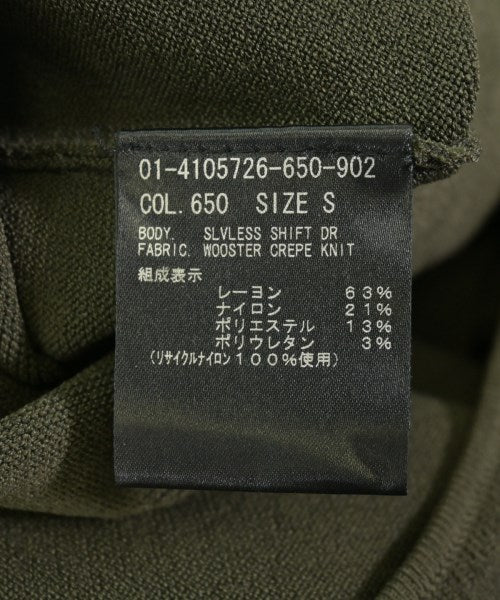 01-4105726-650-902
COL.650 SIZE S
BODY. SLVLESS SHIFT DR
FABRIC. WOOSTER CREPE KNIT
組成表示
レーヨン 63%
ナイロン 21%
ポリエステル 13%
ポリウレタン 3%
(リサイクルナイロン100%使用)